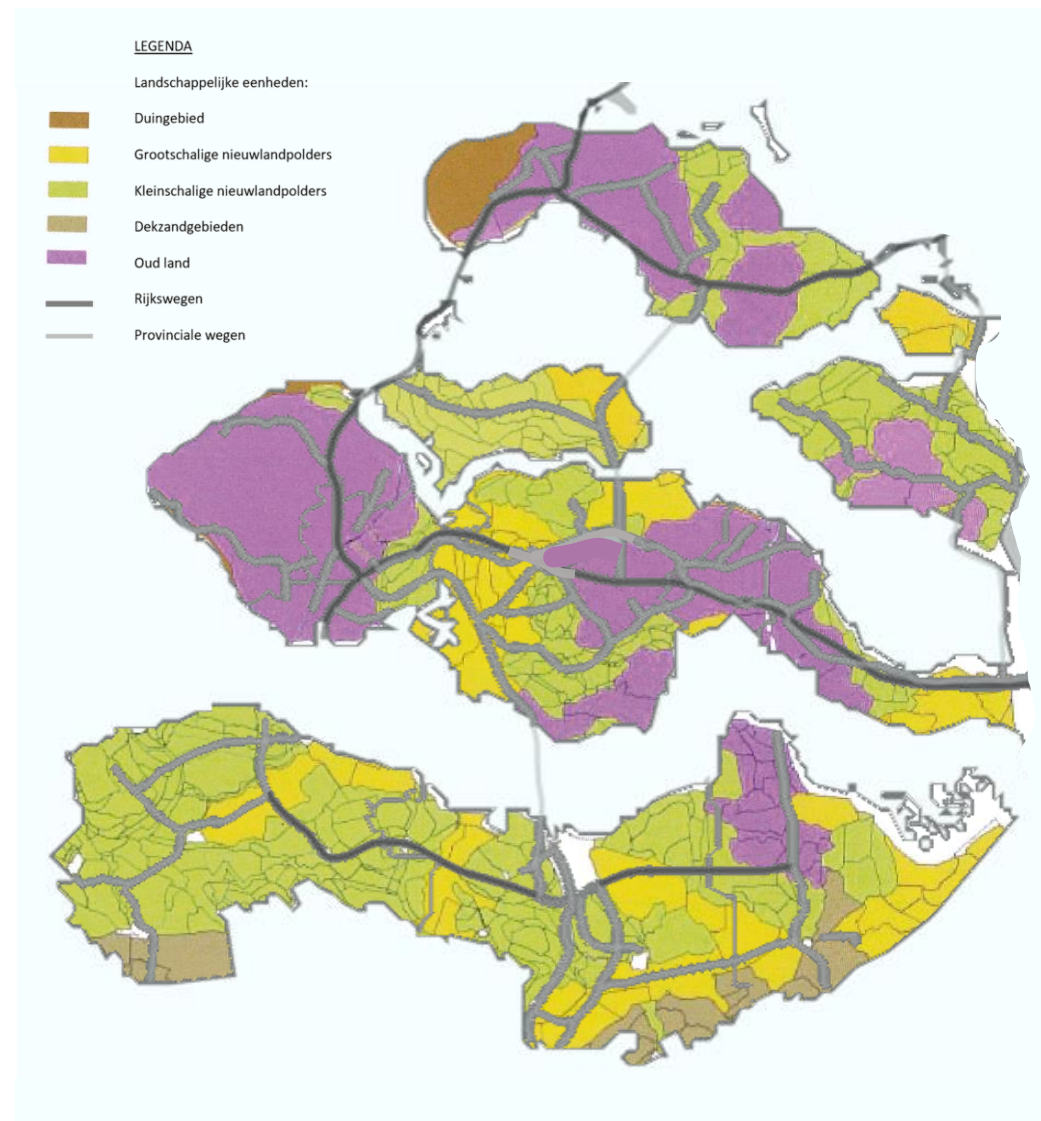 LEGENDA
Landschappelijke eenheden:
Duingebied
Grootschalige nieuwlandpolders
Kleinschalige nieuwlandpolders
Dekzandgebieden
Oud land
Rijkswegen
Provinciale wegen